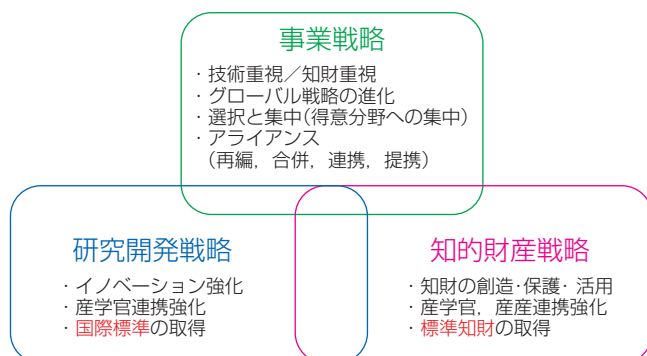 事業戦略
・技術重視／知財重視
・グローバル戦略の進化
・選択と集中(得意分野への集中)
・アライアンス
(再編，合併，連携，提携)
研究開発戦略
・イノベーション強化
・産学官連携強化
・国際標準の取得
知的財産戦略
・知財の創造・保護・活用
・産学官，産産連携強化
・標準知財の取得